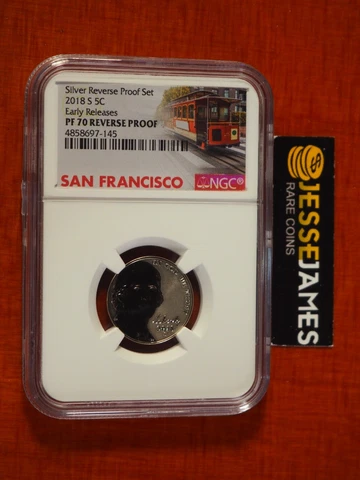 Silver Reverse Proof Set
2018 S 5C
Early Releases
PF 70 REVERSE PROOF
4858697-145
SAN FRANCISCO
NGC®
JESSE JAMES
RARE COINS